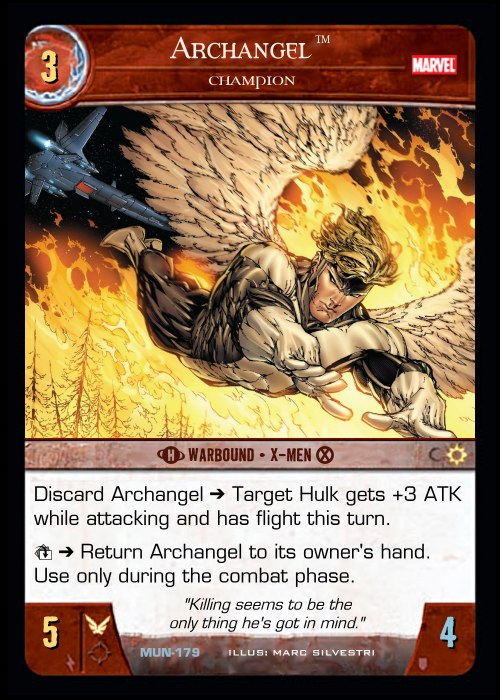 3
ARCHANGEL™
CHAMPION
MARVEL
H WARBOUND • X-MEN X
C
Discard Archangel ➔ Target Hulk gets +3 ATK
while attacking and has flight this turn.
➔ Return Archangel to its owner's hand.
Use only during the combat phase.
"Killing seems to be the
only thing he's got in mind."
5
4
MUN-179 ILLUS: MARC SILVESTRI